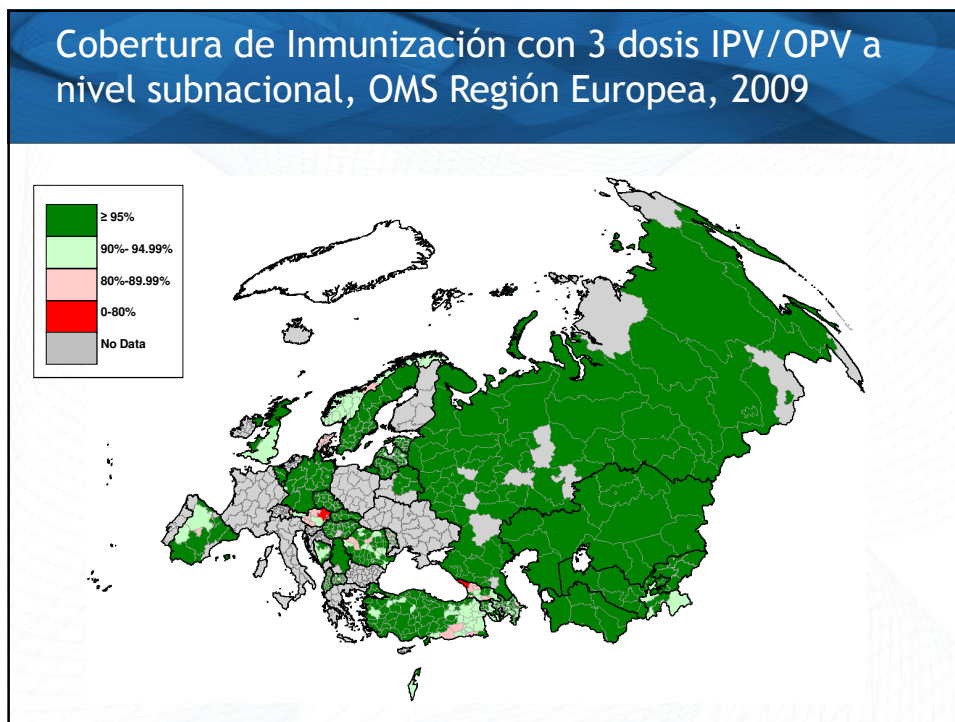 Cobertura de Inmunización con 3 dosis IPV/OPV a
nivel subnacional, OMS Región Europea, 2009
≥ 95%
90%- 94.99%
80%-89.99%
0-80%
No Data